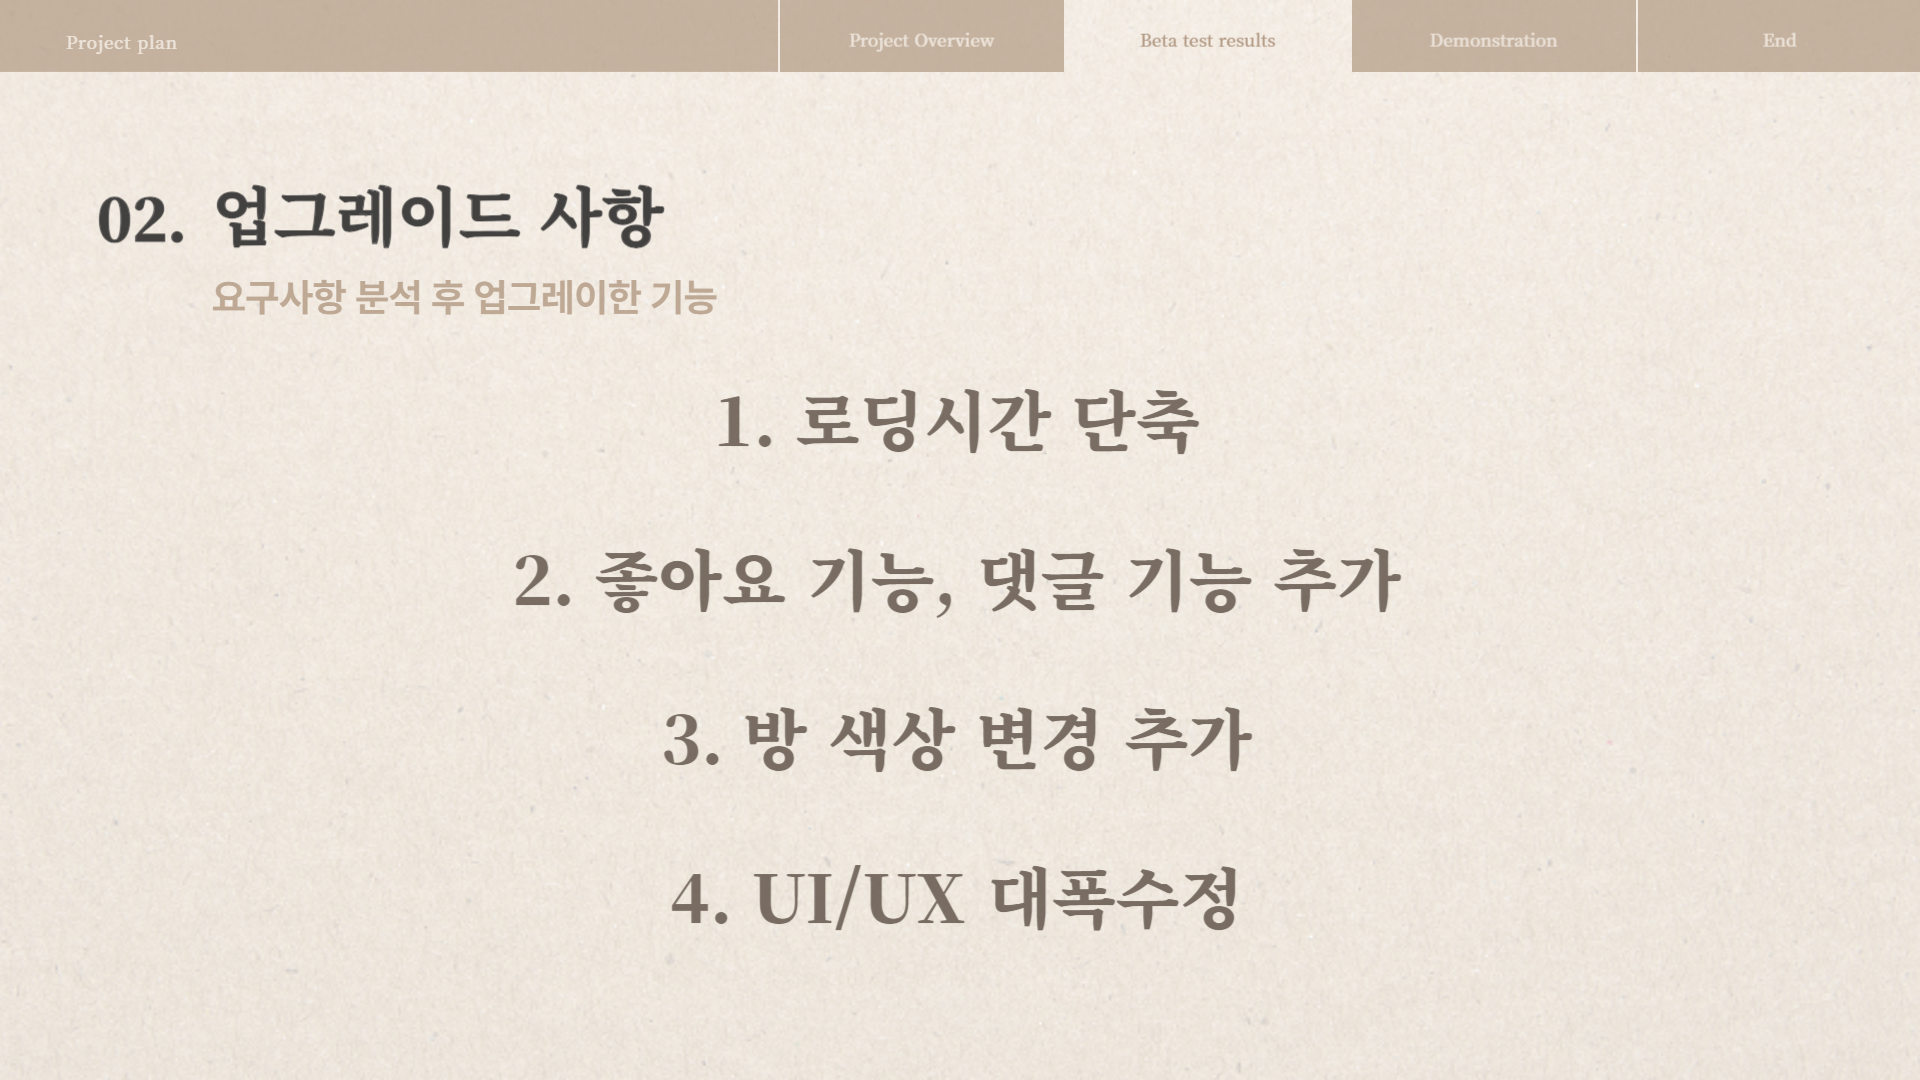 Project plan
Project Overview
Beta test results
Demonstration
End
02. 업그레이드 사항
요구사항 분석 후 업그레이한 기능
1. 로딩시간 단축
2. 좋아요 기능, 댓글 기능 추가
3. 방 색상 변경 추가
4. UI/UX 대폭수정